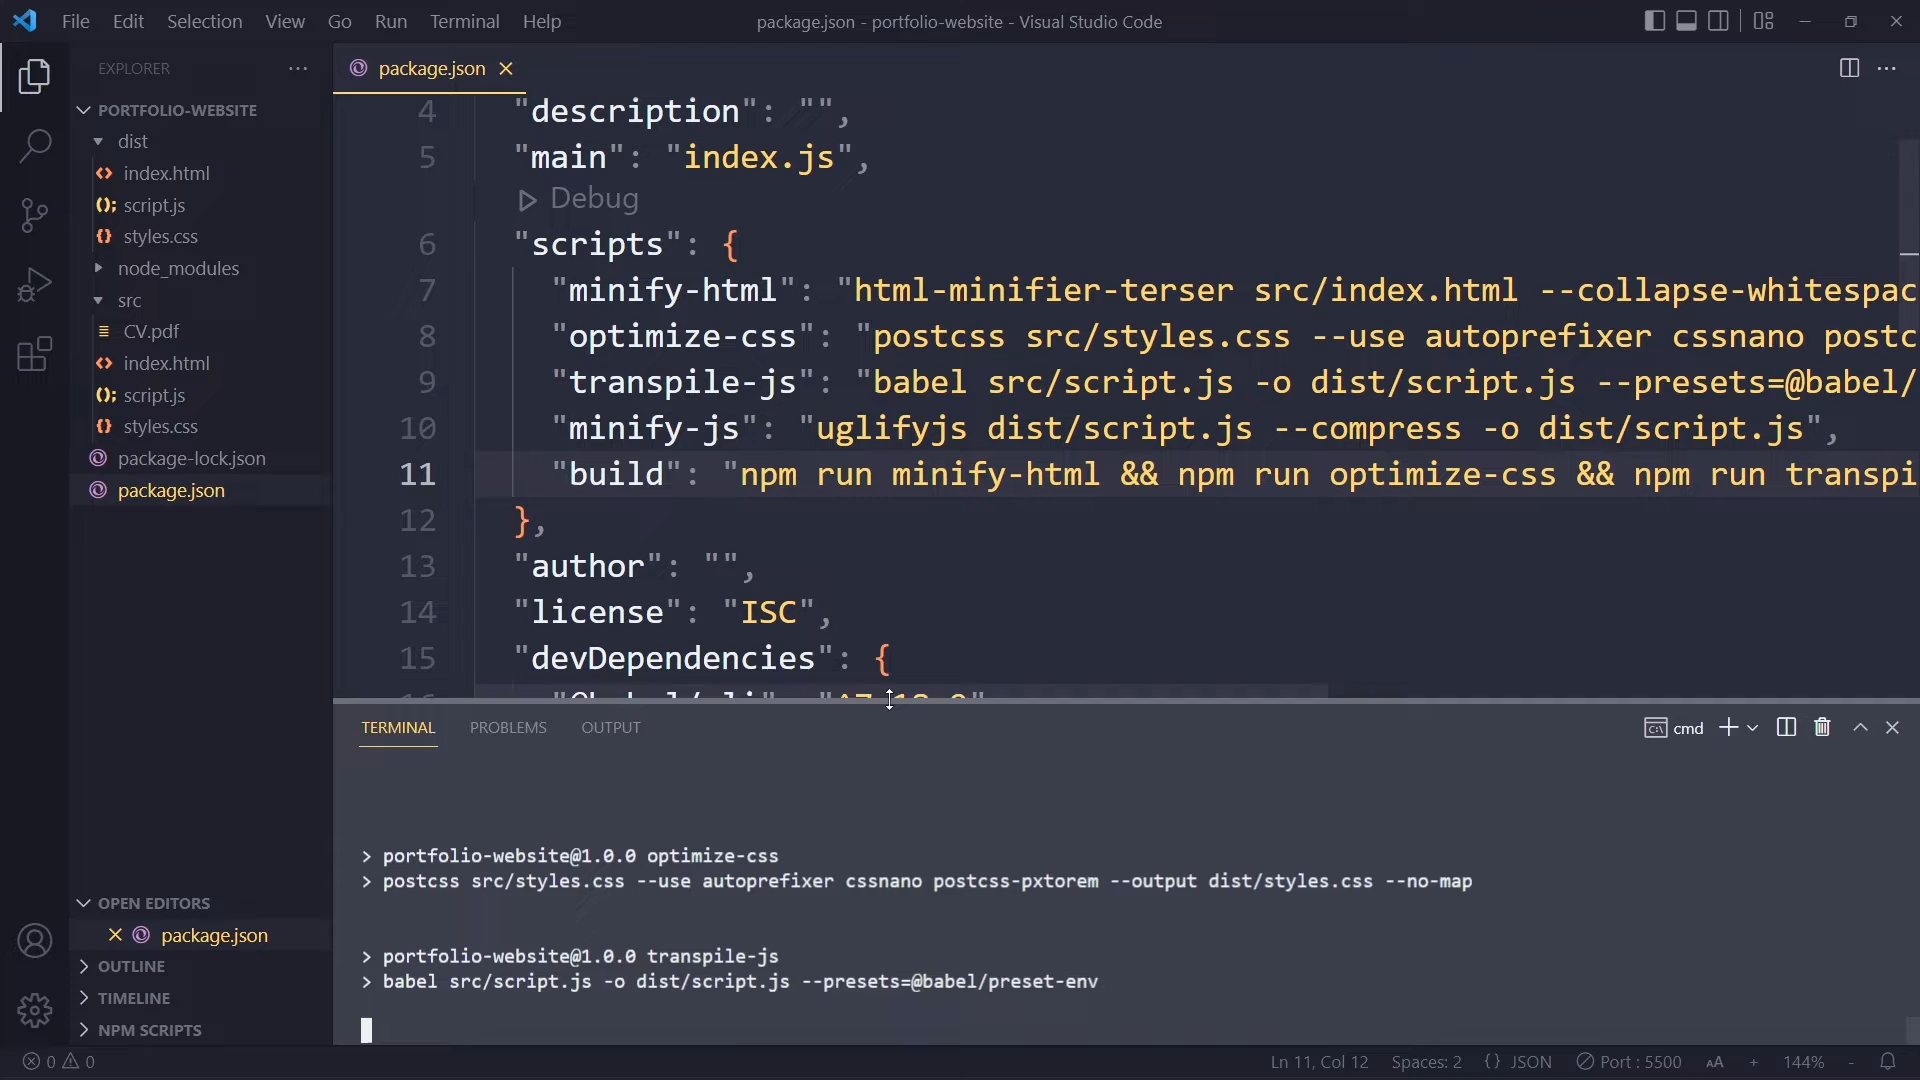 File Edit Selection View Go Run Terminal Help
package.json - portfolio-website - Visual Studio Code
EXPLORER
PORTFOLIO-WEBSITE
dist
index.html
script.js
styles.css
node_modules
src
CV.pdf
index.html
script.js
styles.css
package-lock.json
package.json
OPEN EDITORS
package.json
OUTLINE
TIMELINE
NPM SCRIPTS
package.json
4 "description": "",
5 "main": "index.js",
Debug
6 "scripts": {
7 "minify-html": "html-minifier-terser src/index.html --collapse-whitespac
8 "optimize-css": "postcss src/styles.css --use autoprefixer cssnano postc
9 "transpile-js": "babel src/script.js -o dist/script.js --presets=@babel/
10 "minify-js": "uglifyjs dist/script.js --compress -o dist/script.js",
11 "build": "npm run minify-html && npm run optimize-css && npm run transpi
12 },
13 "author": "",
14 "license": "ISC",
15 "devDependencies": {
TERMINAL PROBLEMS OUTPUT
cmd
> portfolio-website@1.0.0 optimize-css
> postcss src/styles.css --use autoprefixer cssnano postcss-pxtorem --output dist/styles.css --no-map
> portfolio-website@1.0.0 transpile-js
> babel src/script.js -o dist/script.js --presets=@babel/preset-env
0 0
Ln 11, Col 12 Spaces: 2 {} JSON Port : 5500 AA + 144% -